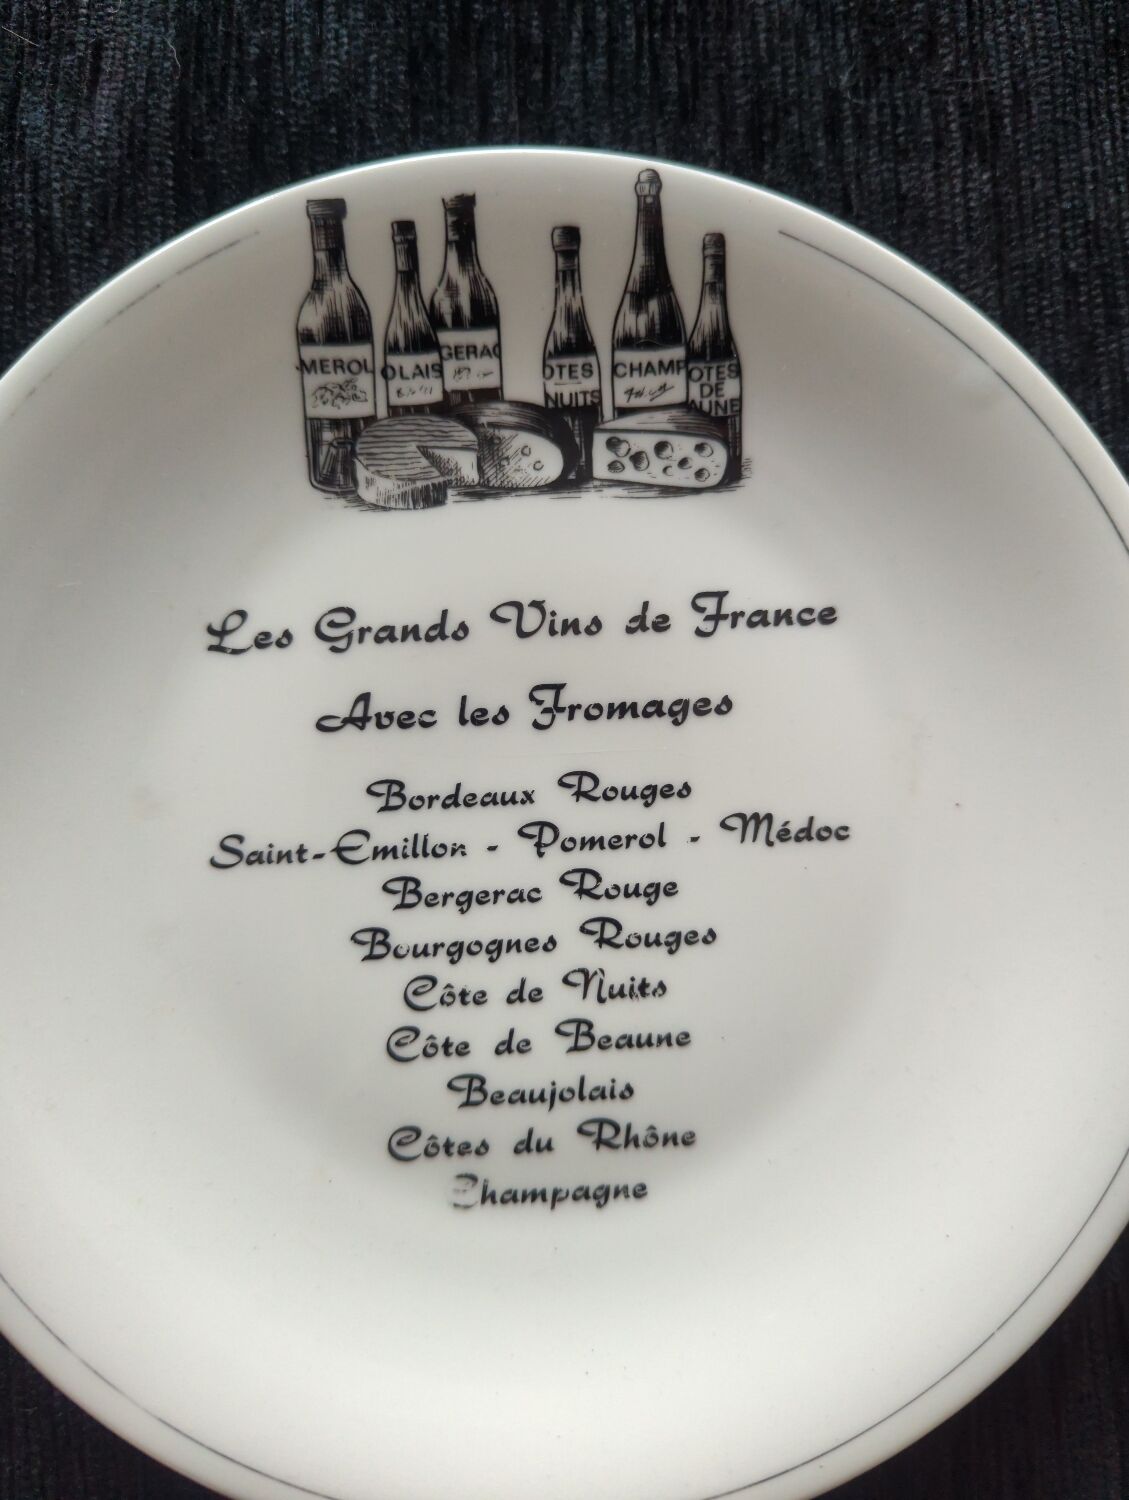 MEROL
OLAIS
GERAC
OTES
NUITS
CHAMP
OTES
DE
AUNE
Les Grands Vins de France
Avec les Fromages
Bordeaux Rouges
Saint-Emilion - Pomerol - Médoc
Bergerac Rouge
Bourgognes Rouges
Côte de Nuits
Côte de Beaune
Beaujolais
Côtes du Rhône
Champagne